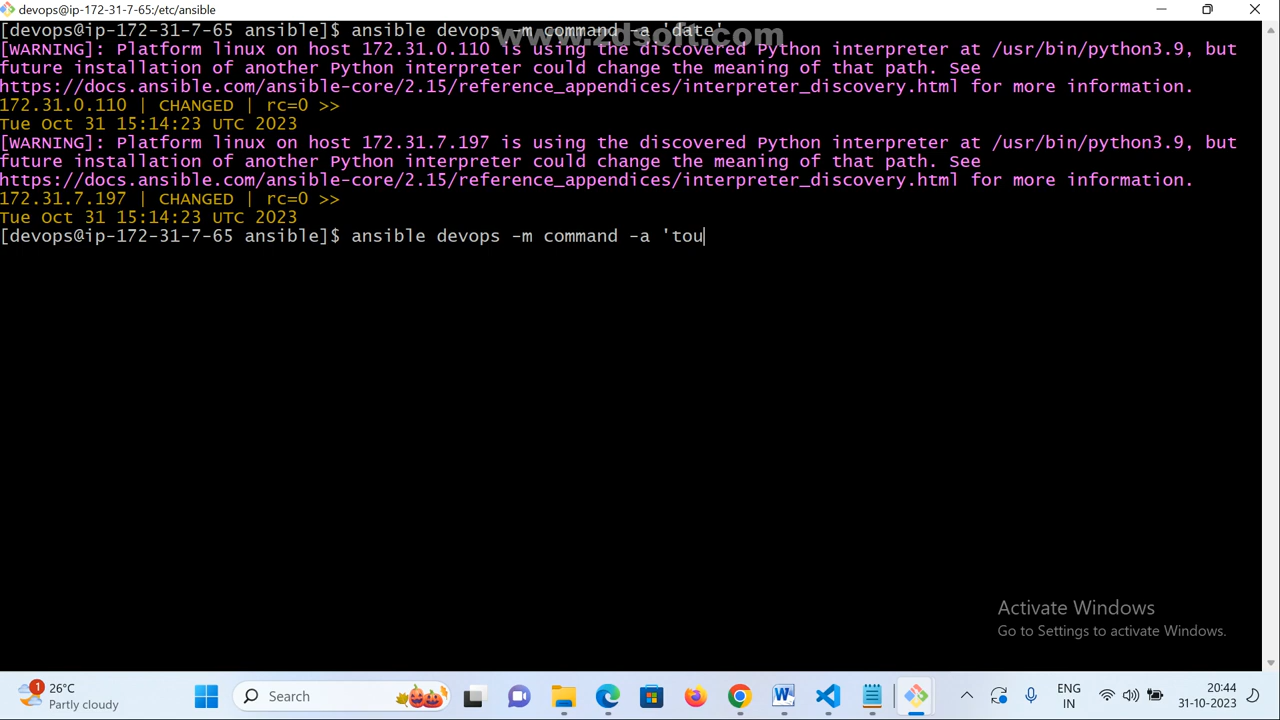 devops@ip-172-31-7-65:/etc/ansible
[devops@ip-172-31-7-65 ansible]$ ansible devops -m command -a 'date'
www.zdsoft.com
[WARNING]: Platform linux on host 172.31.0.110 is using the discovered Python interpreter at /usr/bin/python3.9, but
future installation of another Python interpreter could change the meaning of that path. See
https://docs.ansible.com/ansible-core/2.15/reference_appendices/interpreter_discovery.html for more information.
172.31.0.110 | CHANGED | rc=0 >>
Tue Oct 31 15:14:23 UTC 2023
[WARNING]: Platform linux on host 172.31.7.197 is using the discovered Python interpreter at /usr/bin/python3.9, but
future installation of another Python interpreter could change the meaning of that path. See
https://docs.ansible.com/ansible-core/2.15/reference_appendices/interpreter_discovery.html for more information.
172.31.7.197 | CHANGED | rc=0 >>
Tue Oct 31 15:14:23 UTC 2023
[devops@ip-172-31-7-65 ansible]$ ansible devops -m command -a 'tou
Activate Windows
Go to Settings to activate Windows.
1
26°C
Partly cloudy
Search
ENG
IN
20:44
31-10-2023